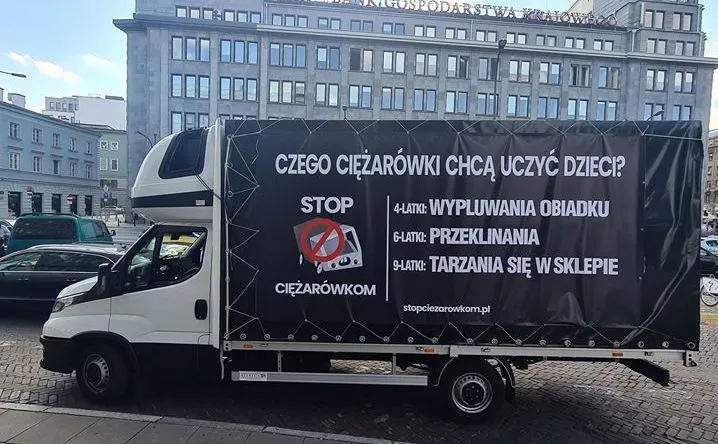 BANK GOSPODARSTWA KRAJOWEGO
CZEGO CIĘŻARÓWKI CHCĄ UCZYĆ DZIECI?
STOP
CIĘŻARÓWKOM
4-LATKI: WYPLUWANIA OBIADKU
6-LATKI: PRZEKLINANIA
9-LATKI: TARZANIA SIĘ W SKLEPIE
stopciezarowkom.pl